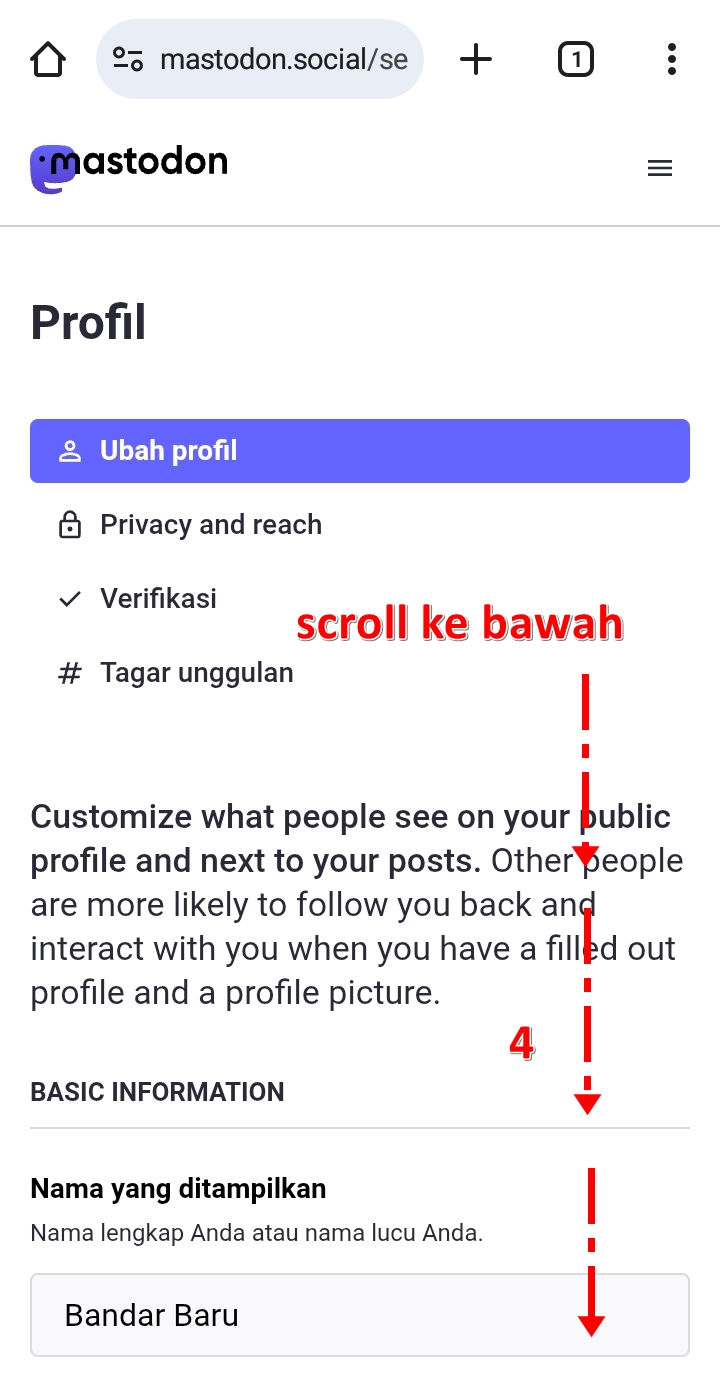 mastodon.social/se
1
mastodon
Profil
Ubah profil
Privacy and reach
Verifikasi
scroll ke bawah
# Tagar unggulan
Customize what people see on your public
profile and next to your posts. Other people
are more likely to follow you back and
interact with you when you have a filled out
profile and a profile picture.
4
BASIC INFORMATION
Nama yang ditampilkan
Nama lengkap Anda atau nama lucu Anda.
Bandar Baru